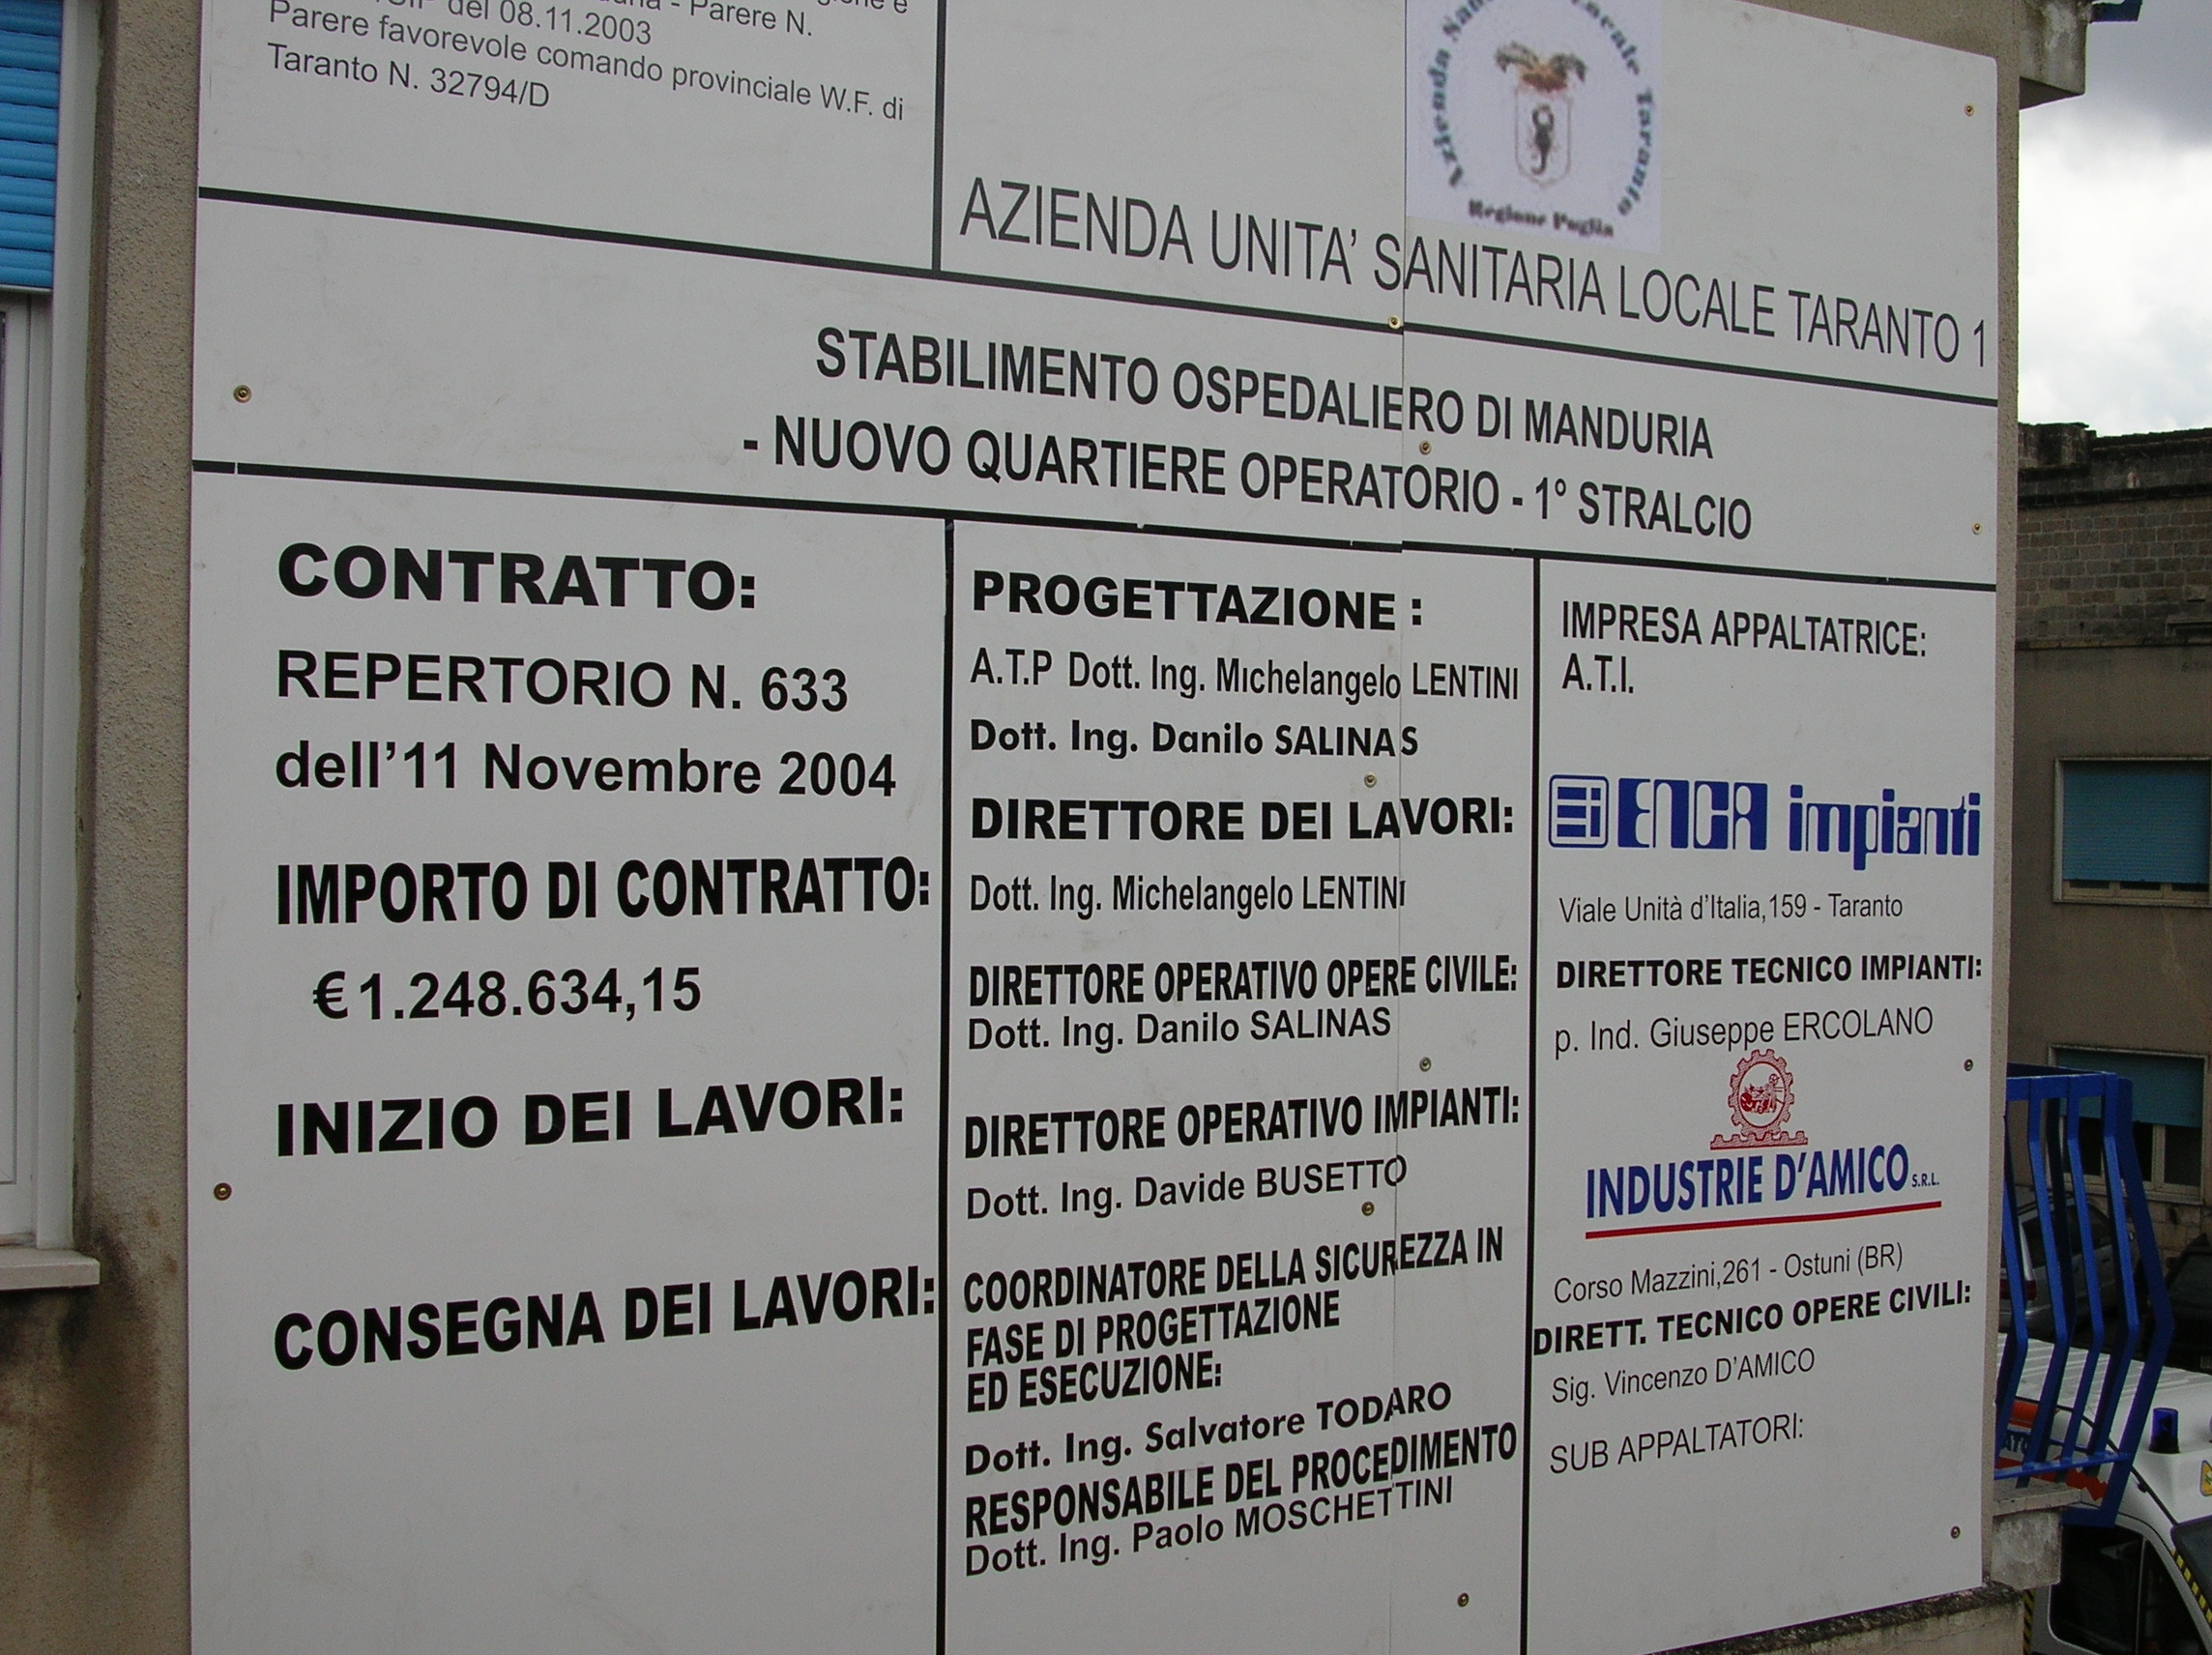 del 08.11.2003
- Parere N.
Parere favorevole comando provinciale W.F. di
Taranto N. 32794/D
Azienda
Taranto
Regione Puglia
AZIENDA UNITA' SANITARIA LOCALE TARANTO 1
STABILIMENTO OSPEDALIERO DI MANDURIA
- NUOVO QUARTIERE OPERATORIO - 1° STRALCIO
CONTRATTO:
REPERTORIO N. 633
dell'11 Novembre 2004
IMPORTO DI CONTRATTO:
€1.248.634,15
INIZIO DEI LAVORI:
CONSEGNA DEI LAVORI:
PROGETTAZIONE :
A.T.P Dott. Ing. Michelangelo LENTINI
Dott. Ing. Danilo SALINAS
DIRETTORE DEI LAVORI:
Dott. Ing. Michelangelo LENTINI
DIRETTORE OPERATIVO OPERE CIVILE:
Dott. Ing. Danilo SALINAS
DIRETTORE OPERATIVO IMPIANTI:
Dott. Ing. Davide BUSETTO
COORDINATORE DELLA SICUREZZA IN
FASE DI PROGETTAZIONE
ED ESECUZIONE:
Dott. Ing. Salvatore TODARO
RESPONSABILE DEL PROCEDIMENTO
Dott. Ing. Paolo MOSCHETTINI
IMPRESA APPALTATRICE:
A.T.I.
Ei ENCA impianti
Viale Unità d'Italia,159 - Taranto
DIRETTORE TECNICO IMPIANTI:
p. Ind. Giuseppe ERCOLANO
INDUSTRIE D'AMICO S.R.L.
Corso Mazzini,261 - Ostuni (BR)
DIRETT. TECNICO OPERE CIVILI:
Sig. Vincenzo D'AMICO
SUB APPALTATORI: